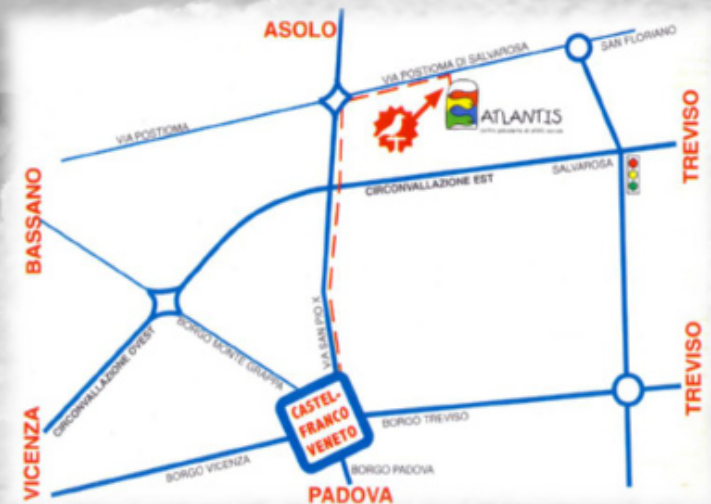 ASOLO
SAN FLORIANO
VIA POSTIOMA DI SALVAROSA
ATLANTIS
VIA POSTIOMA
TREVISO
SALVAROSA
CIRCONVALLAZIONE EST
BASSANO
VIA SAN PIO X
BORGO MONTE GRAPPA
CIRCONVALLAZIONE OVEST
TREVISO
CASTEL-
FRANCO
VENETO
BORGO TREVISO
VICENZA
BORGO VICENZA
BORGO PADOVA
PADOVA